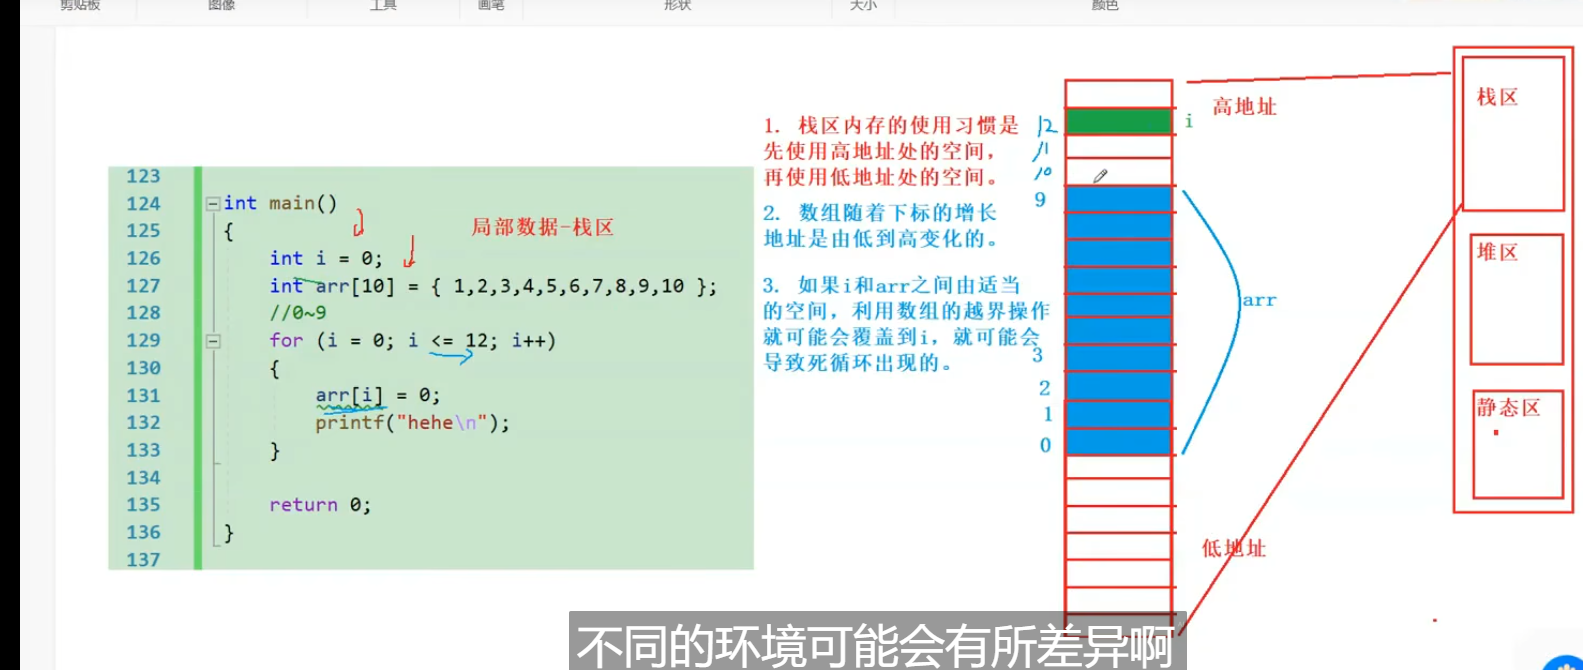 剪贴板 图像 工具 画笔 形状 大小 颜色
123
124 int main()
125 {
126 int i = 0;
127 int arr[10] = { 1,2,3,4,5,6,7,8,9,10 };
128 //0~9
129 for (i = 0; i <= 12; i++)
130 {
131 arr[i] = 0;
132 printf("hehe\n");
133 }
134
135 return 0;
136 }
137
局部数据-栈区
1. 栈区内存的使用习惯是
先使用高地址处的空间，
再使用低地址处的空间。
2. 数组随着下标的增长
地址是由低到高变化的。
3. 如果i和arr之间由适当
的空间，利用数组的越界操作
就可能会覆盖到i，就可能会
导致死循环出现的。
12
11
10
9
3
2
1
0
i
高地址
arr
低地址
栈区
堆区
静态区
不同的环境可能会有所差异啊